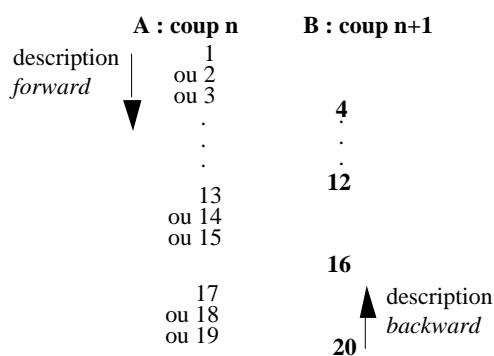 A : coup n B : coup n+1
description 1
forward ou 2
ou 3
4
. .
. .
. .
12
13
ou 14
ou 15
16
17
ou 18 description
ou 19 backward
20